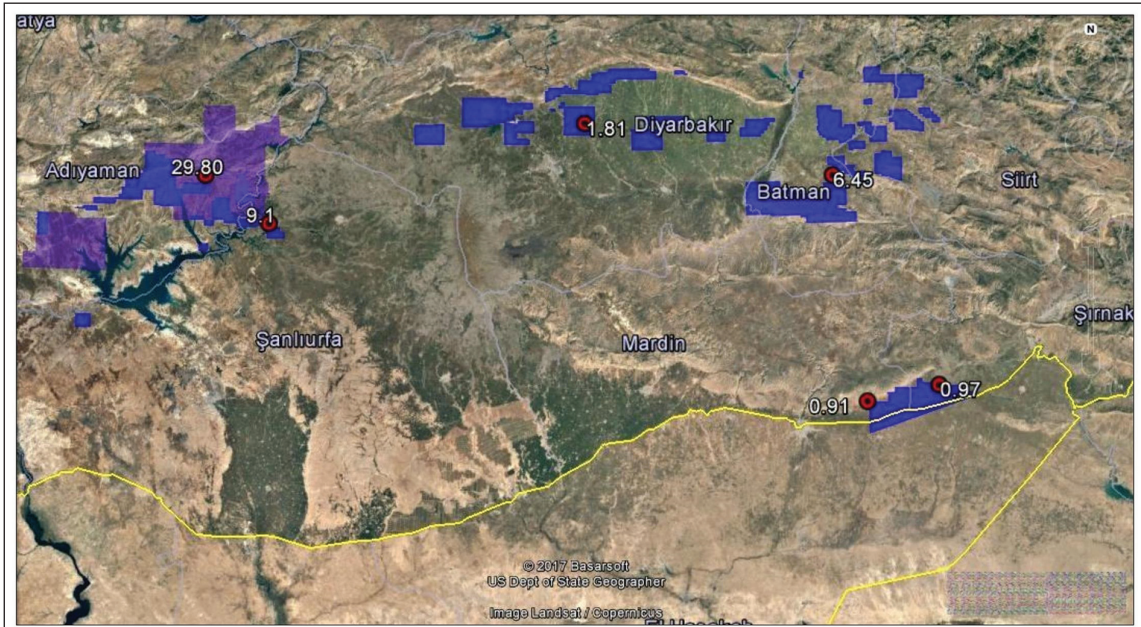 atya
N
1.81
Diyarbakır
Adıyaman
29.80
Batman
6.45
Siirt
9.1
Şanlıurfa
Mardin
Şırnak
0.91
0.97
© 2017 Basarsoft
US Dept of State Geographer
Image Landsat / Copernicus